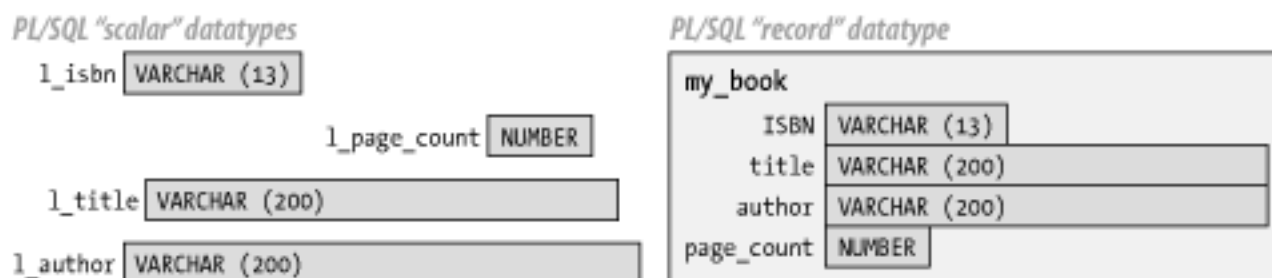 PL/SQL “scalar” datatypes
l_isbn VARCHAR (13)
l_page_count NUMBER
l_title VARCHAR (200)
l_author VARCHAR (200)
PL/SQL “record” datatype
my_book
ISBN VARCHAR (13)
title VARCHAR (200)
author VARCHAR (200)
page_count NUMBER